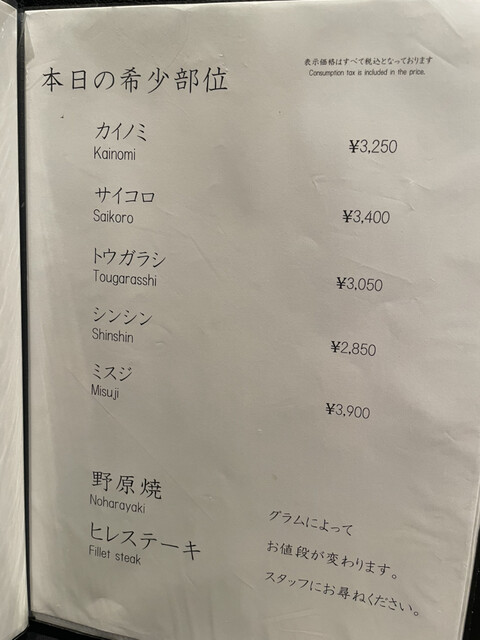 表示価格はすべて税込となっております
Consumption tax is included in the price.
本日の希少部位
カイノミ
Kainomi
¥3,250
サイコロ
Saikoro
¥3,400
トウガラシ
Tougarasshi
¥3,050
シンシン
Shinshin
¥2,850
ミスジ
Misuji
¥3,900
野原焼
Noharayaki
ヒレステーキ
Fillet steak
グラムによって
お値段が変わります。
スタッフにお尋ねください。